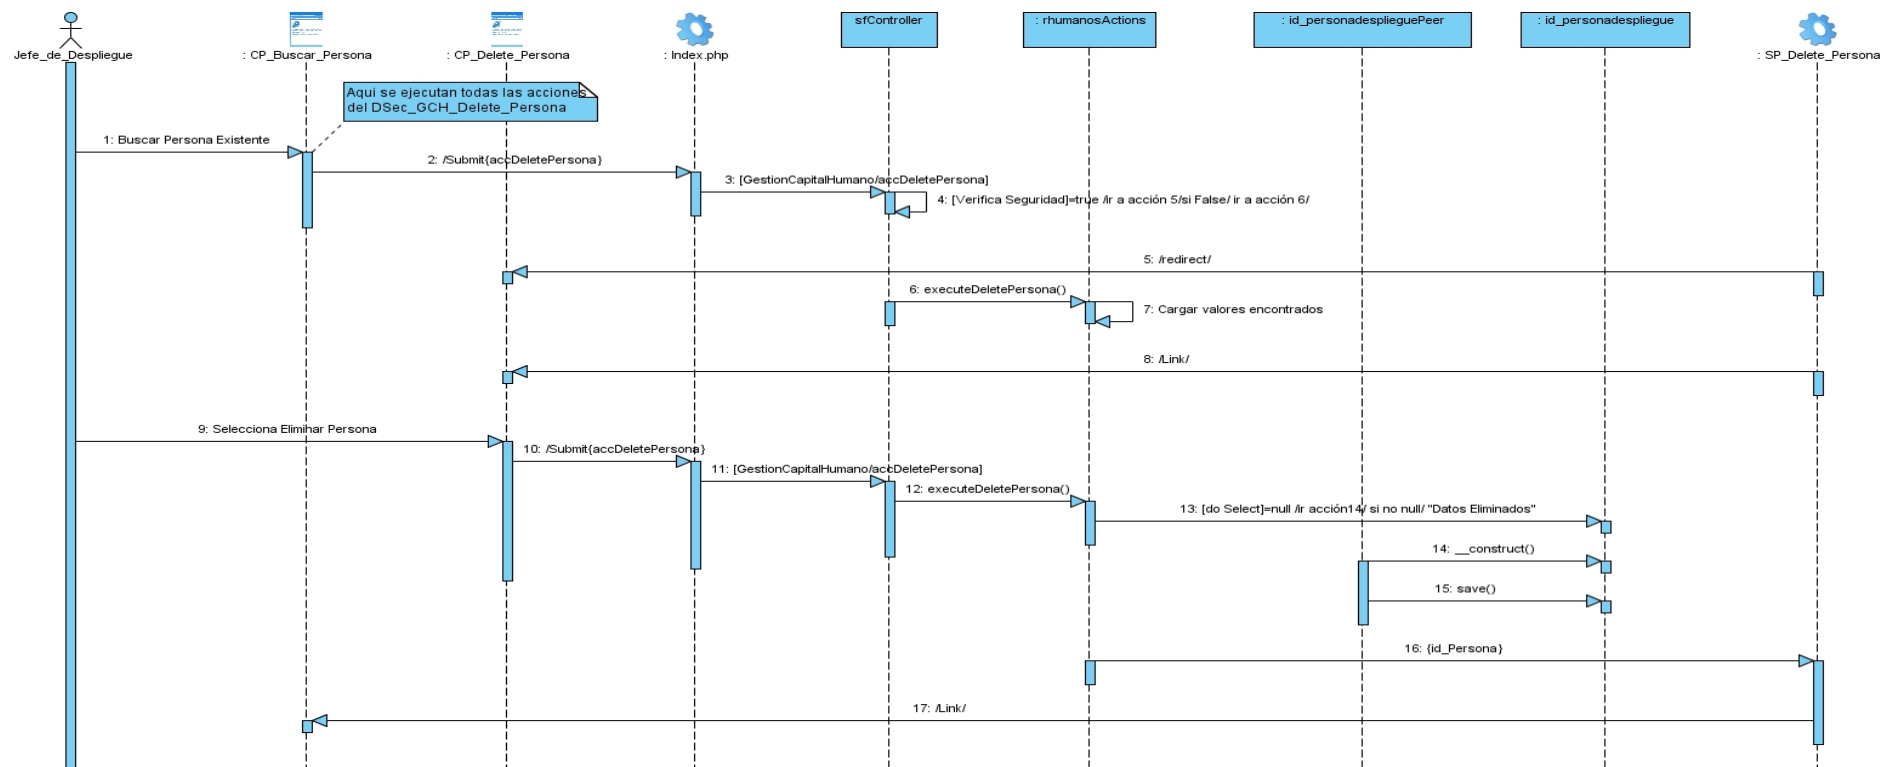 sfController
: rhumanosActions
: id_personadesplieguePeer
: id_personadespliegue
Jefe_de_Despliegue
: CP_Buscar_Persona
: CP_Delete_Persona
: Index.php
: SP_Delete_Persona
Aqui se ejecutan todas las acciones
del DSec_GCH_Delete_Persona
1: Buscar Persona Existente
2: /Submit{accDeletePersona}
3: [GestionCapitalHumano/accDeletePersona]
4: [Verifica Seguridad]=true /ir a acción 5/si False/ ir a acción 6/
5: /redirect/
6: executeDeletePersona()
7: Cargar valores encontrados
8: /Link/
9: Selecciona Elimihar Persona
10: /Submit{accDeletePersona}
11: [GestionCapitalHumano/accDeletePersona]
12: executeDeletePersona()
13: [do Select]=null /ir acción14/ si no null/ "Datos Eliminados"
14: __construct()
15: save()
16: {id_Persona}
17: /Link/